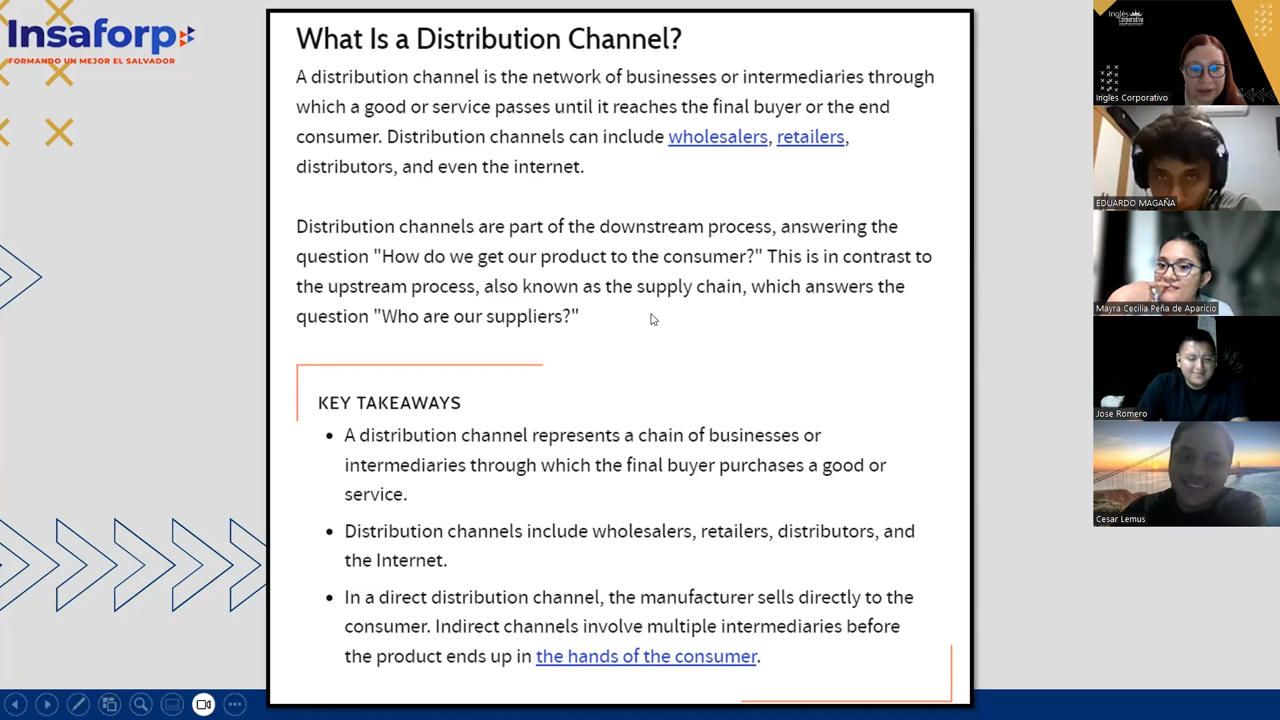 Insaforp
FORMANDO UN MEJOR EL SALVADOR
What Is a Distribution Channel?
A distribution channel is the network of businesses or intermediaries through
which a good or service passes until it reaches the final buyer or the end
consumer. Distribution channels can include wholesalers, retailers,
distributors, and even the internet.
Distribution channels are part of the downstream process, answering the
question "How do we get our product to the consumer?" This is in contrast to
the upstream process, also known as the supply chain, which answers the
question "Who are our suppliers?"
KEY TAKEAWAYS
• A distribution channel represents a chain of businesses or
intermediaries through which the final buyer purchases a good or
service.
• Distribution channels include wholesalers, retailers, distributors, and
the Internet.
• In a direct distribution channel, the manufacturer sells directly to the
consumer. Indirect channels involve multiple intermediaries before
the product ends up in the hands of the consumer.
Inglés
Corporativo
Ingles Corporativo
EDUARDO MAGAÑA
Mayra Cecilia Peña de Aparicio
Jose Romero
Cesar Lemus